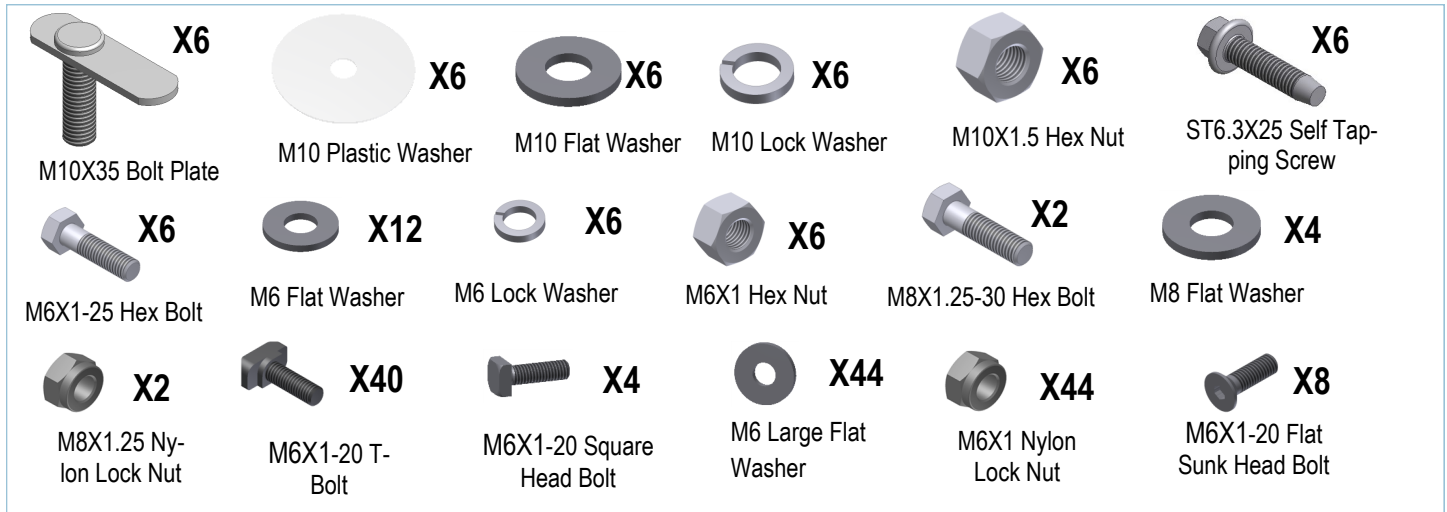 X6
X6
X6
X6
X6
X6
M10X35 Bolt Plate
M10 Plastic Washer
M10 Flat Washer
M10 Lock Washer
M10X1.5 Hex Nut
ST6.3X25 Self Tap-
ping Screw
X6
X12
X6
X6
X2
X4
M6X1-25 Hex Bolt
M6 Flat Washer
M6 Lock Washer
M6X1 Hex Nut
M8X1.25-30 Hex Bolt
M8 Flat Washer
X2
X40
X4
X44
X44
X8
M8X1.25 Ny-
lon Lock Nut
M6X1-20 T-
Bolt
M6X1-20 Square
Head Bolt
M6 Large Flat
Washer
M6X1 Nylon
Lock Nut
M6X1-20 Flat
Sunk Head Bolt